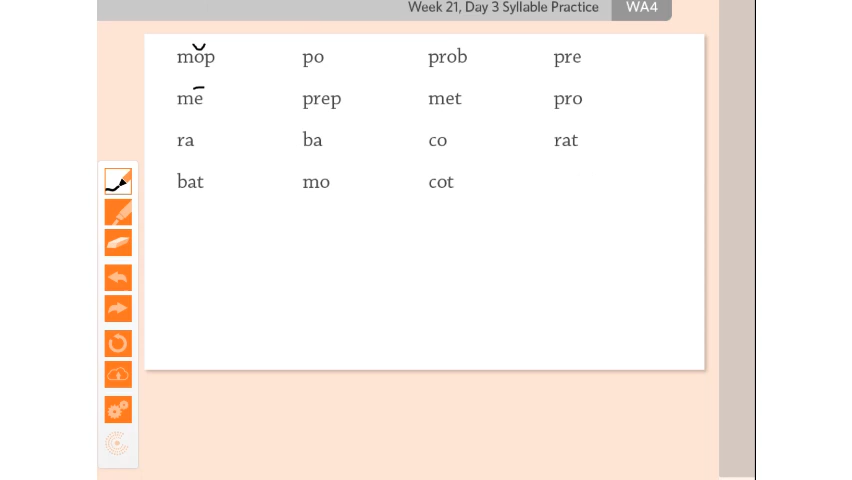 Week 21, Day 3 Syllable Practice WA4
mŏp po prob pre
mē prep met pro
ra ba co rat
bat mo cot